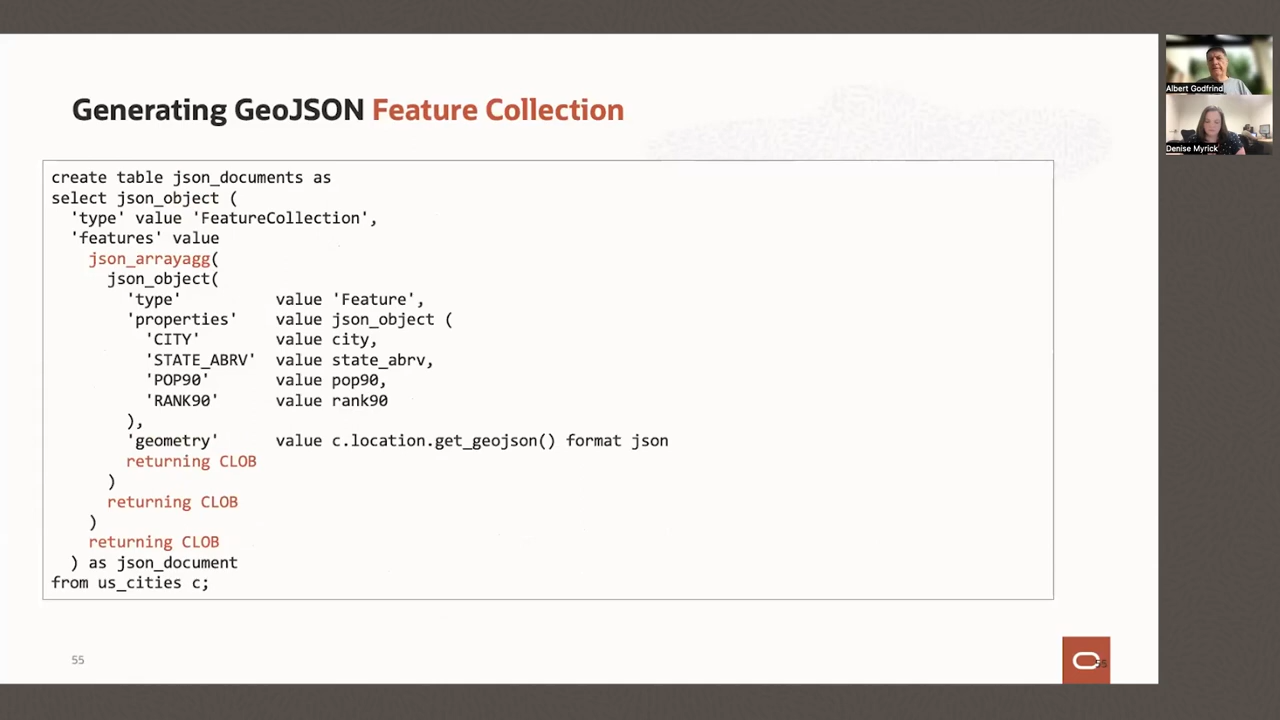 Generating GeoJSON Feature Collection
create table json_documents as
select json_object (
'type' value 'FeatureCollection',
'features' value
json_arrayagg(
json_object(
'type' value 'Feature',
'properties' value json_object (
'CITY' value city,
'STATE_ABRV' value state_abrv,
'POP90' value pop90,
'RANK90' value rank90
),
'geometry' value c.location.get_geojson() format json
returning CLOB
)
returning CLOB
)
returning CLOB
) as json_document
from us_cities c;
55
55
Albert Godfrind
Denise Myrick